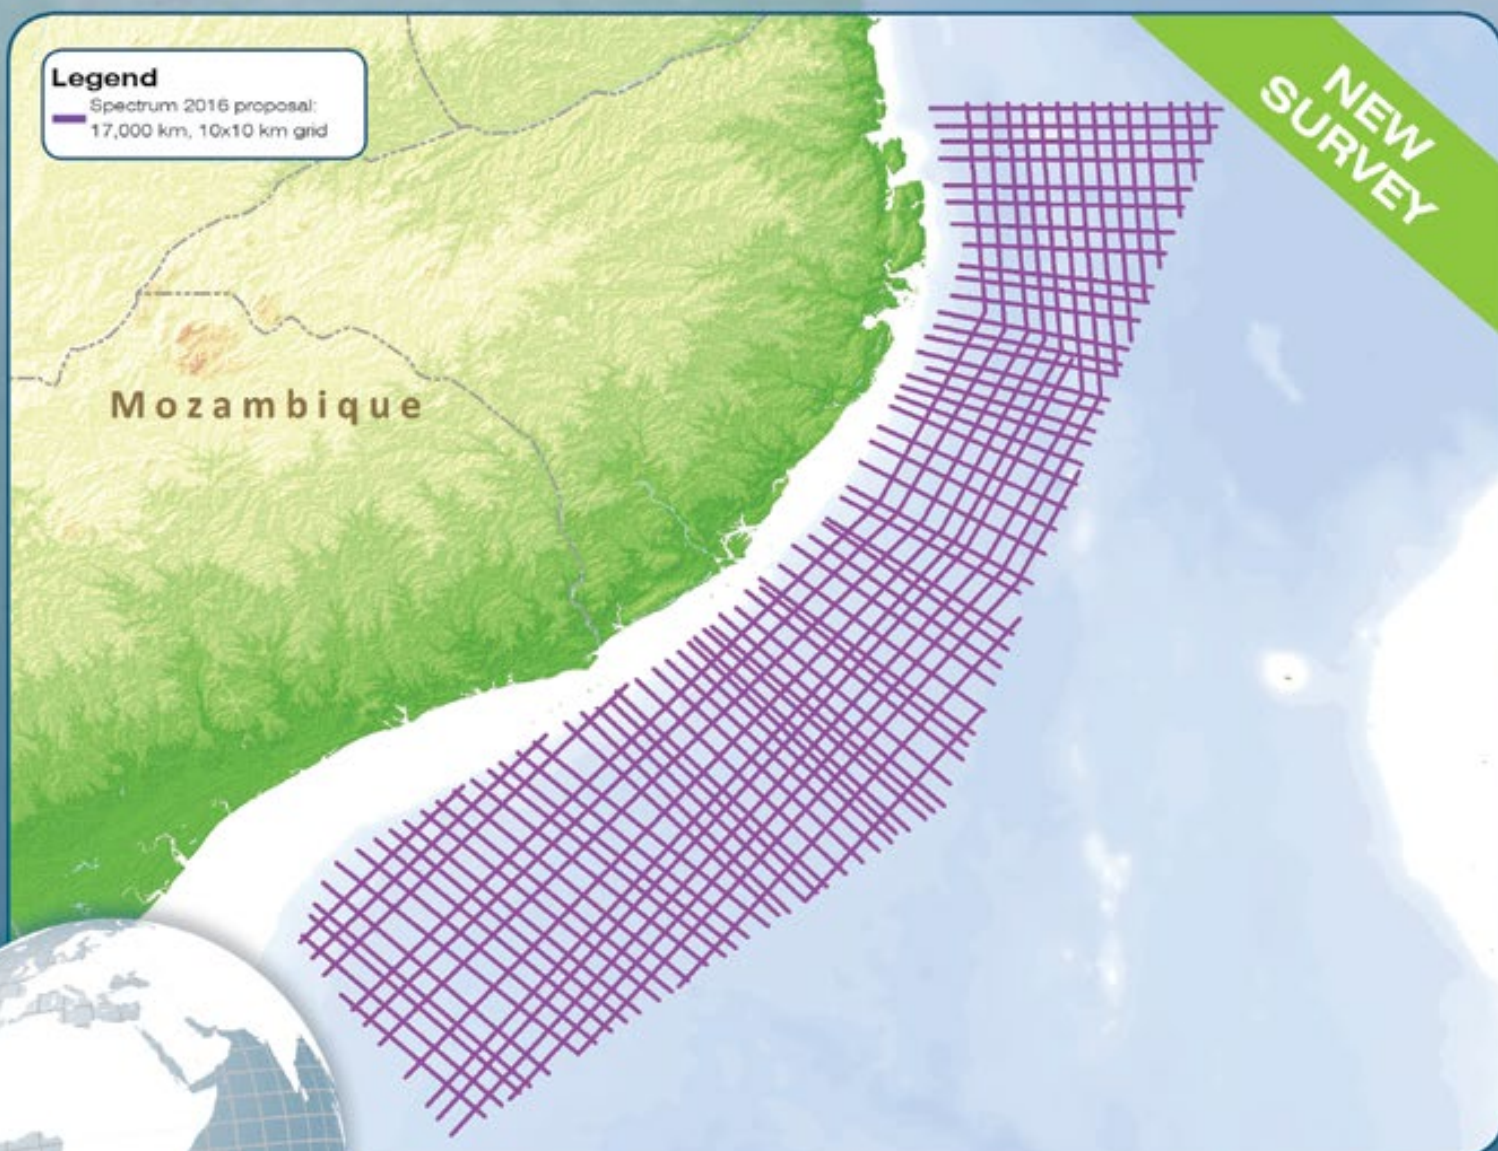 Legend
Spectrum 2016 proposal:
17,000 km, 10x10 km grid
NEW
SURVEY
Mozambique